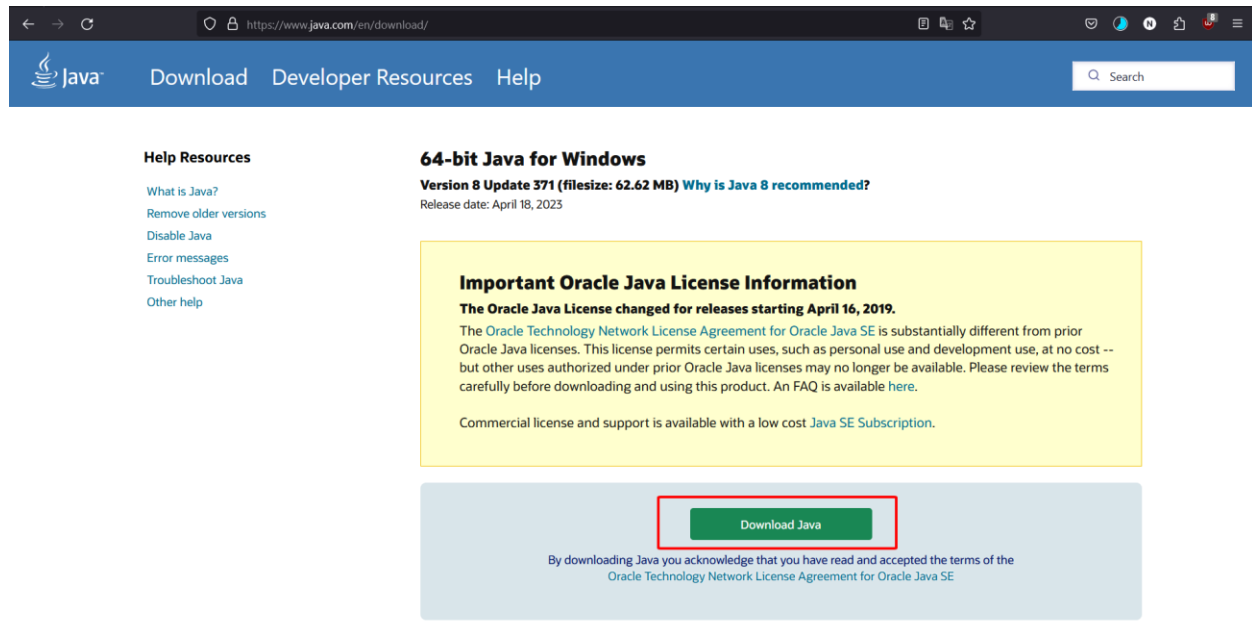 https://www.java.com/en/download/
Java
Download
Developer Resources
Help
Search
Help Resources
What is Java?
Remove older versions
Disable Java
Error messages
Troubleshoot Java
Other help
64-bit Java for Windows
Version 8 Update 371 (filesize: 62.62 MB) Why is Java 8 recommended?
Release date: April 18, 2023
Important Oracle Java License Information
The Oracle Java License changed for releases starting April 16, 2019.
The Oracle Technology Network License Agreement for Oracle Java SE is substantially different from prior
Oracle Java licenses. This license permits certain uses, such as personal use and development use, at no cost --
but other uses authorized under prior Oracle Java licenses may no longer be available. Please review the terms
carefully before downloading and using this product. An FAQ is available here.
Commercial license and support is available with a low cost Java SE Subscription.
Download Java
By downloading Java you acknowledge that you have read and accepted the terms of the
Oracle Technology Network License Agreement for Oracle Java SE